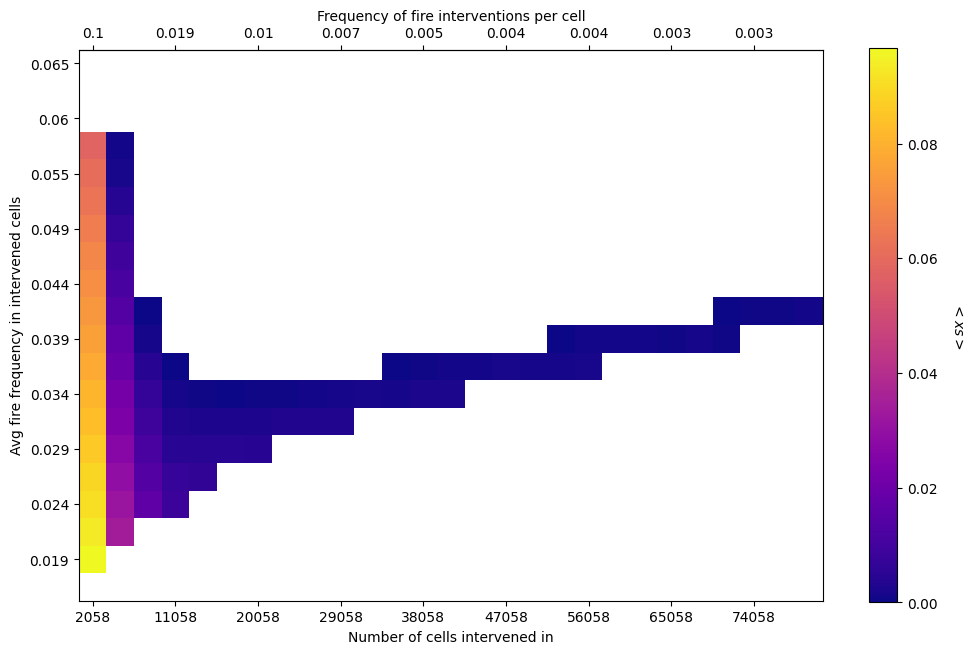 Frequency of fire interventions per cell
0.1 0.019 0.01 0.007 0.005 0.004 0.004 0.003 0.003
Avg fire frequency in intervened cells
0.065
0.06
0.055
0.049
0.044
0.039
0.034
0.029
0.024
0.019
2058 11058 20058 29058 38058 47058 56058 65058 74058
Number of cells intervened in
0.08
0.06
0.04
0.02
0.00
< sx >